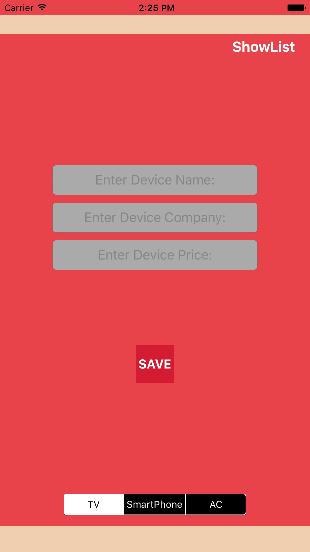 Carrier 2:25 PM
ShowList
Enter Device Name:
Enter Device Company:
Enter Device Price:
SAVE
TV SmartPhone AC